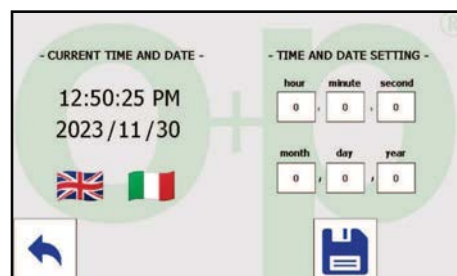 - CURRENT TIME AND DATE -
12:50:25 PM
2023/11/30
- TIME AND DATE SETTING -
hour minute second
0 , 0 , 0
month day year
0 , 0 , 0
o+p
®